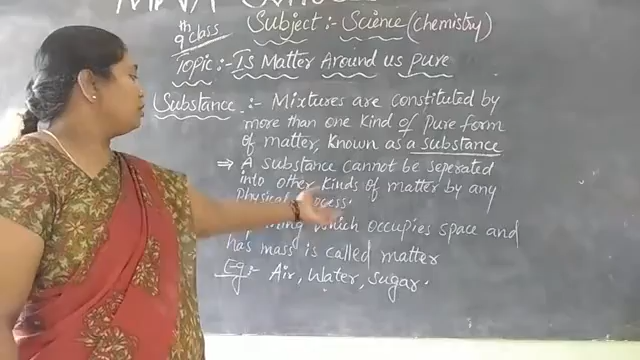 9th class
Subject :- Science (Chemistry)
Topic :- Is Matter Around us pure
Substance :- Mixtures are constituted by
more than one kind of pure form
of matter, known as a substance
⇒ A substance cannot be seperated
into other kinds of matter by any
physical
which occupies space and
has mass is called matter
Eg :- Air, Water, Sugar.